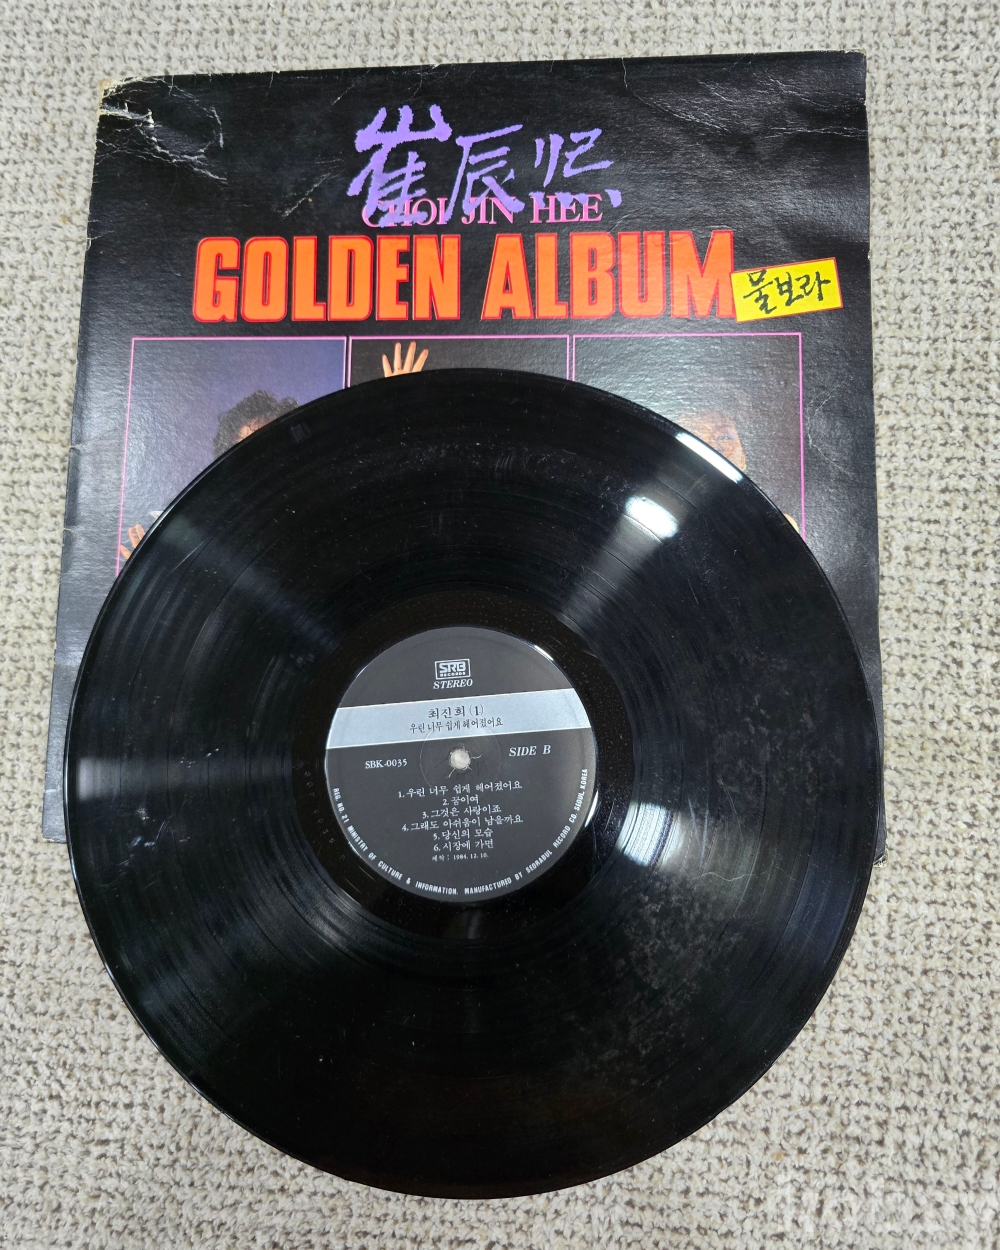 崔辰熙
CHOI JIN HEE
GOLDEN ALBUM
물보라
SRB
RECORDS
STEREO
최진희(1)
우린 너무 쉽게 헤어졌어요
SBK-0035
SIDE B
1. 우린 너무 쉽게 헤어졌어요
2. 꿈이여
3. 그것은 사랑이죠
4. 그래도 아쉬움이 남을까요
5. 당신의 모습
6. 시장에 가면
제작 : 1984. 12. 10.
REG NO. 21 MINISTRY OF CULTURE & INFORMATION. MANUFACTURED BY SEORABUL RECORD CO. SEOUL KOREA